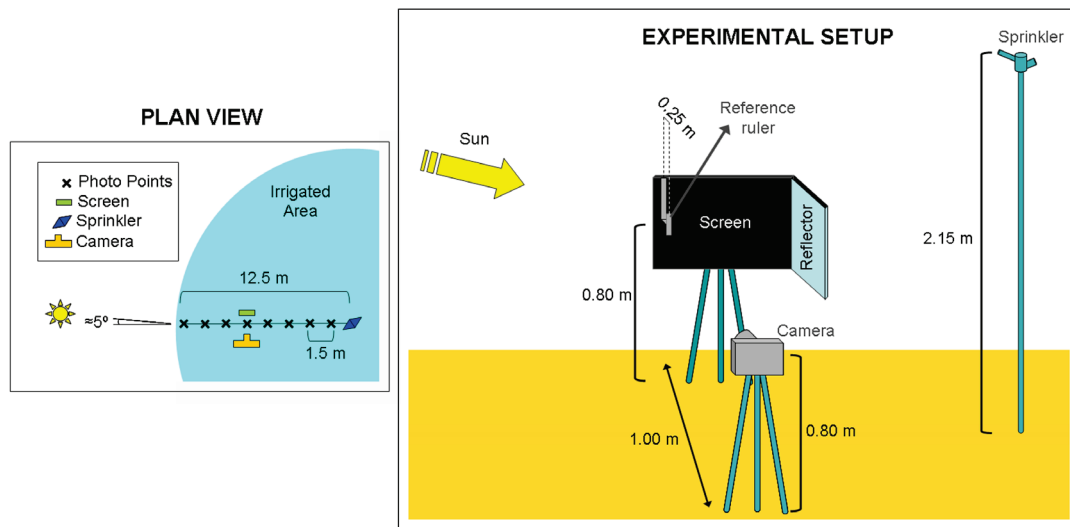 PLAN VIEW
Photo Points
Screen
Sprinkler
Camera
Irrigated
Area
12.5 m
≈5º
1.5 m
EXPERIMENTAL SETUP
Sprinkler
Sun
0.25 m
Reference
ruler
Screen
Reflector
2.15 m
0.80 m
Camera
1.00 m
0.80 m